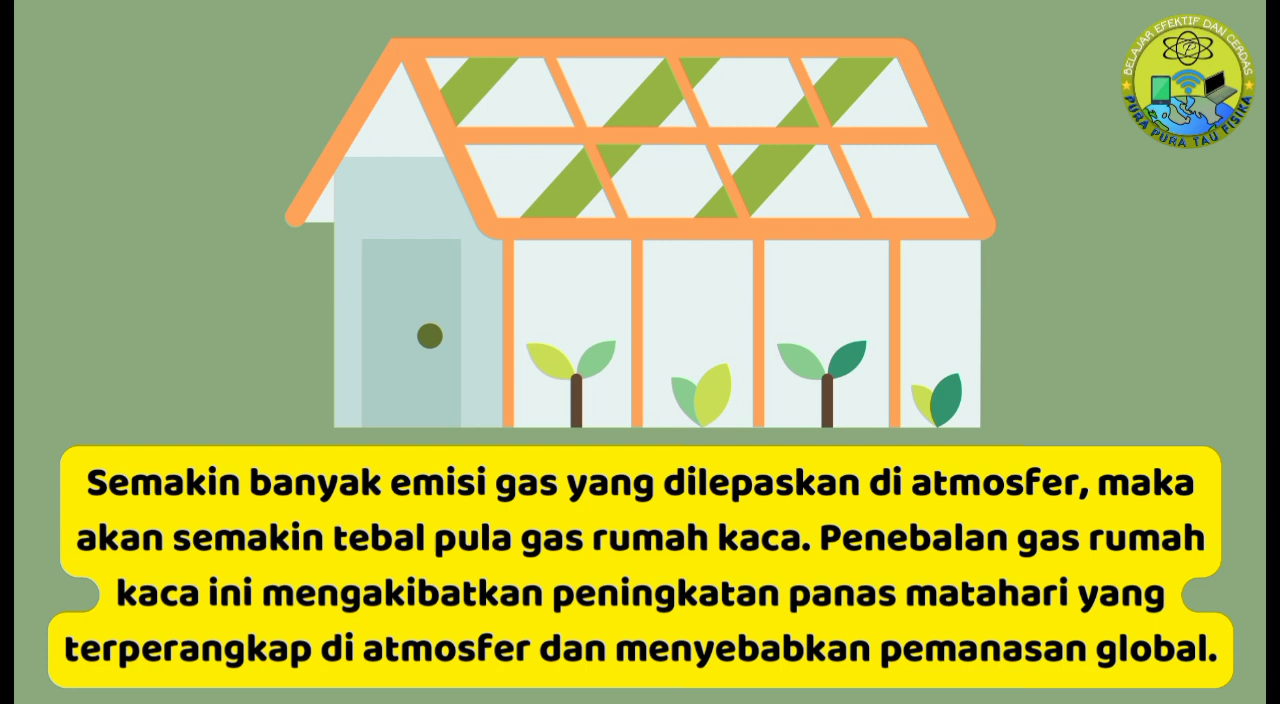 BELAJAR EFEKTIF DAN CERDAS
PURA PURA TAU FISIKA
Semakin banyak emisi gas yang dilepaskan di atmosfer, maka
akan semakin tebal pula gas rumah kaca. Penebalan gas rumah
kaca ini mengakibatkan peningkatan panas matahari yang
terperangkap di atmosfer dan menyebabkan pemanasan global.